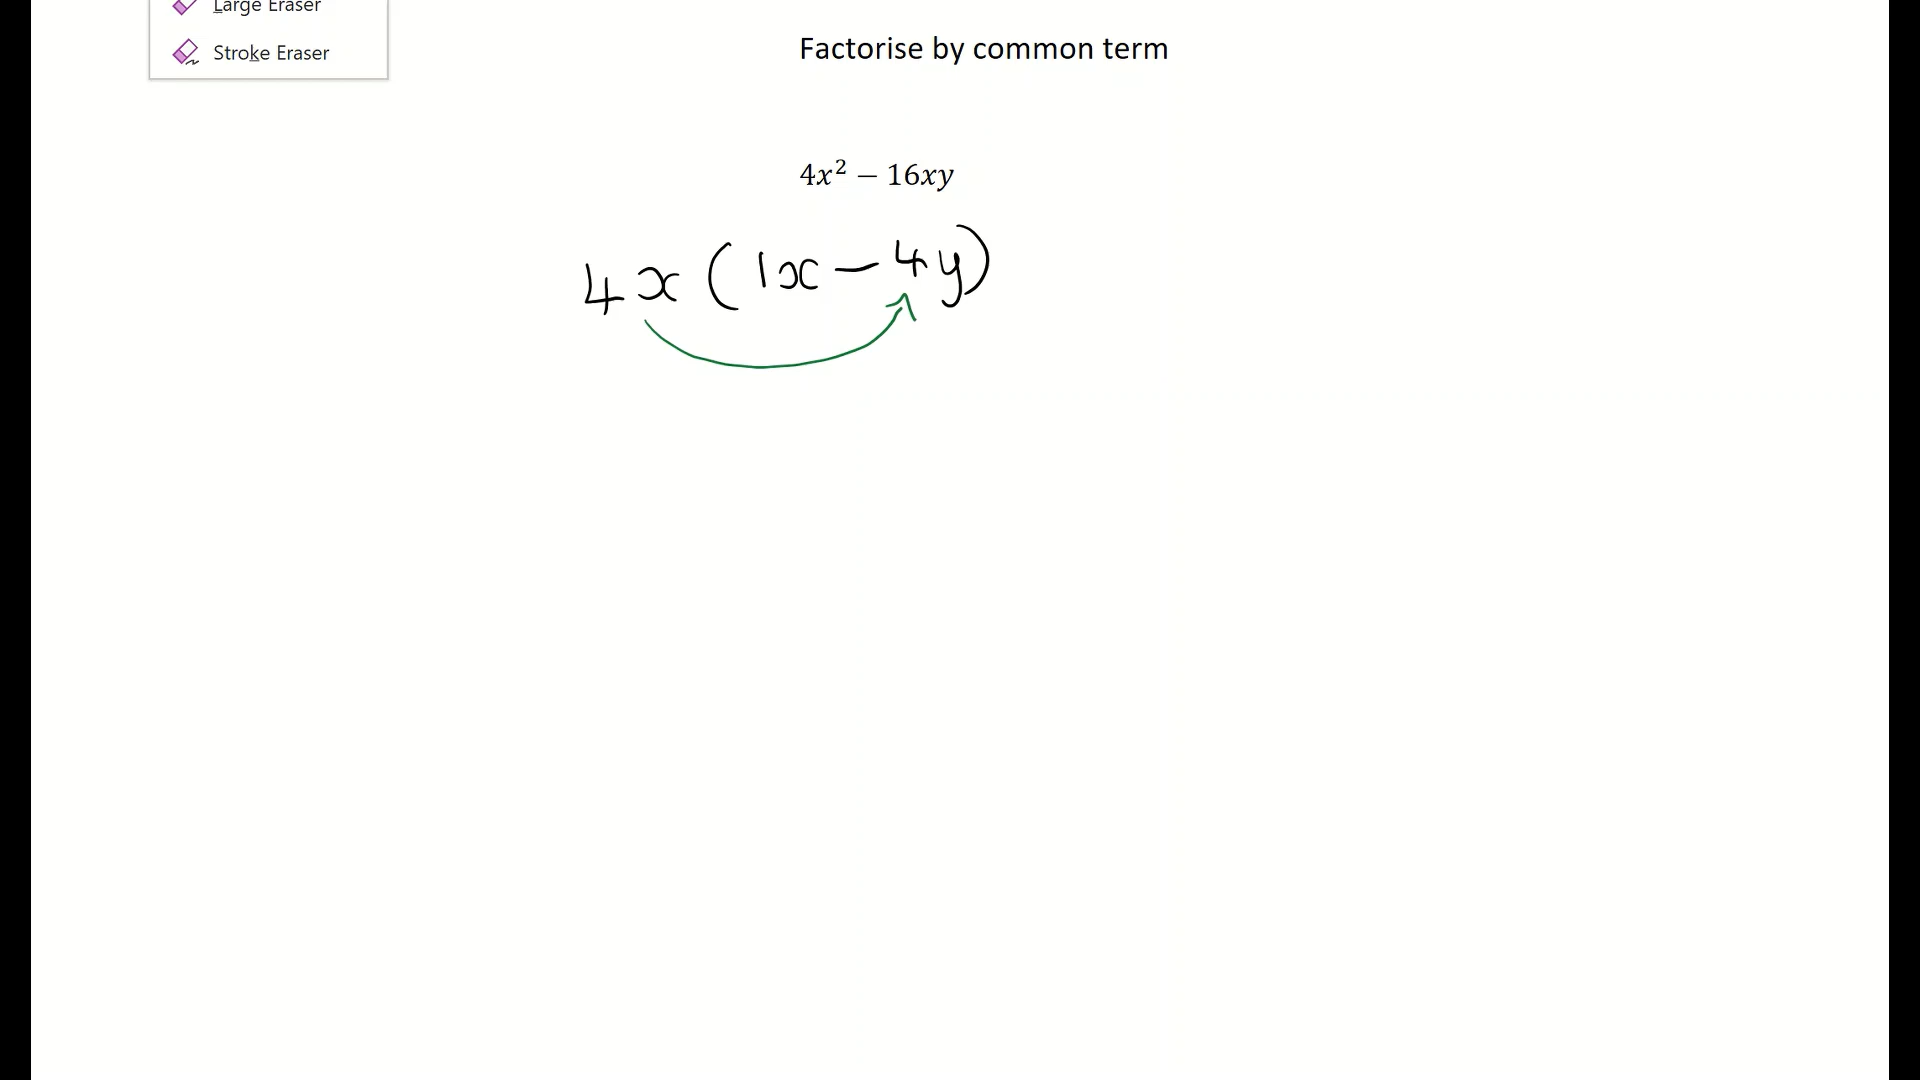 Large Eraser
Stroke Eraser
Factorise by common term
4x² − 16xy
4x (1x − 4y)